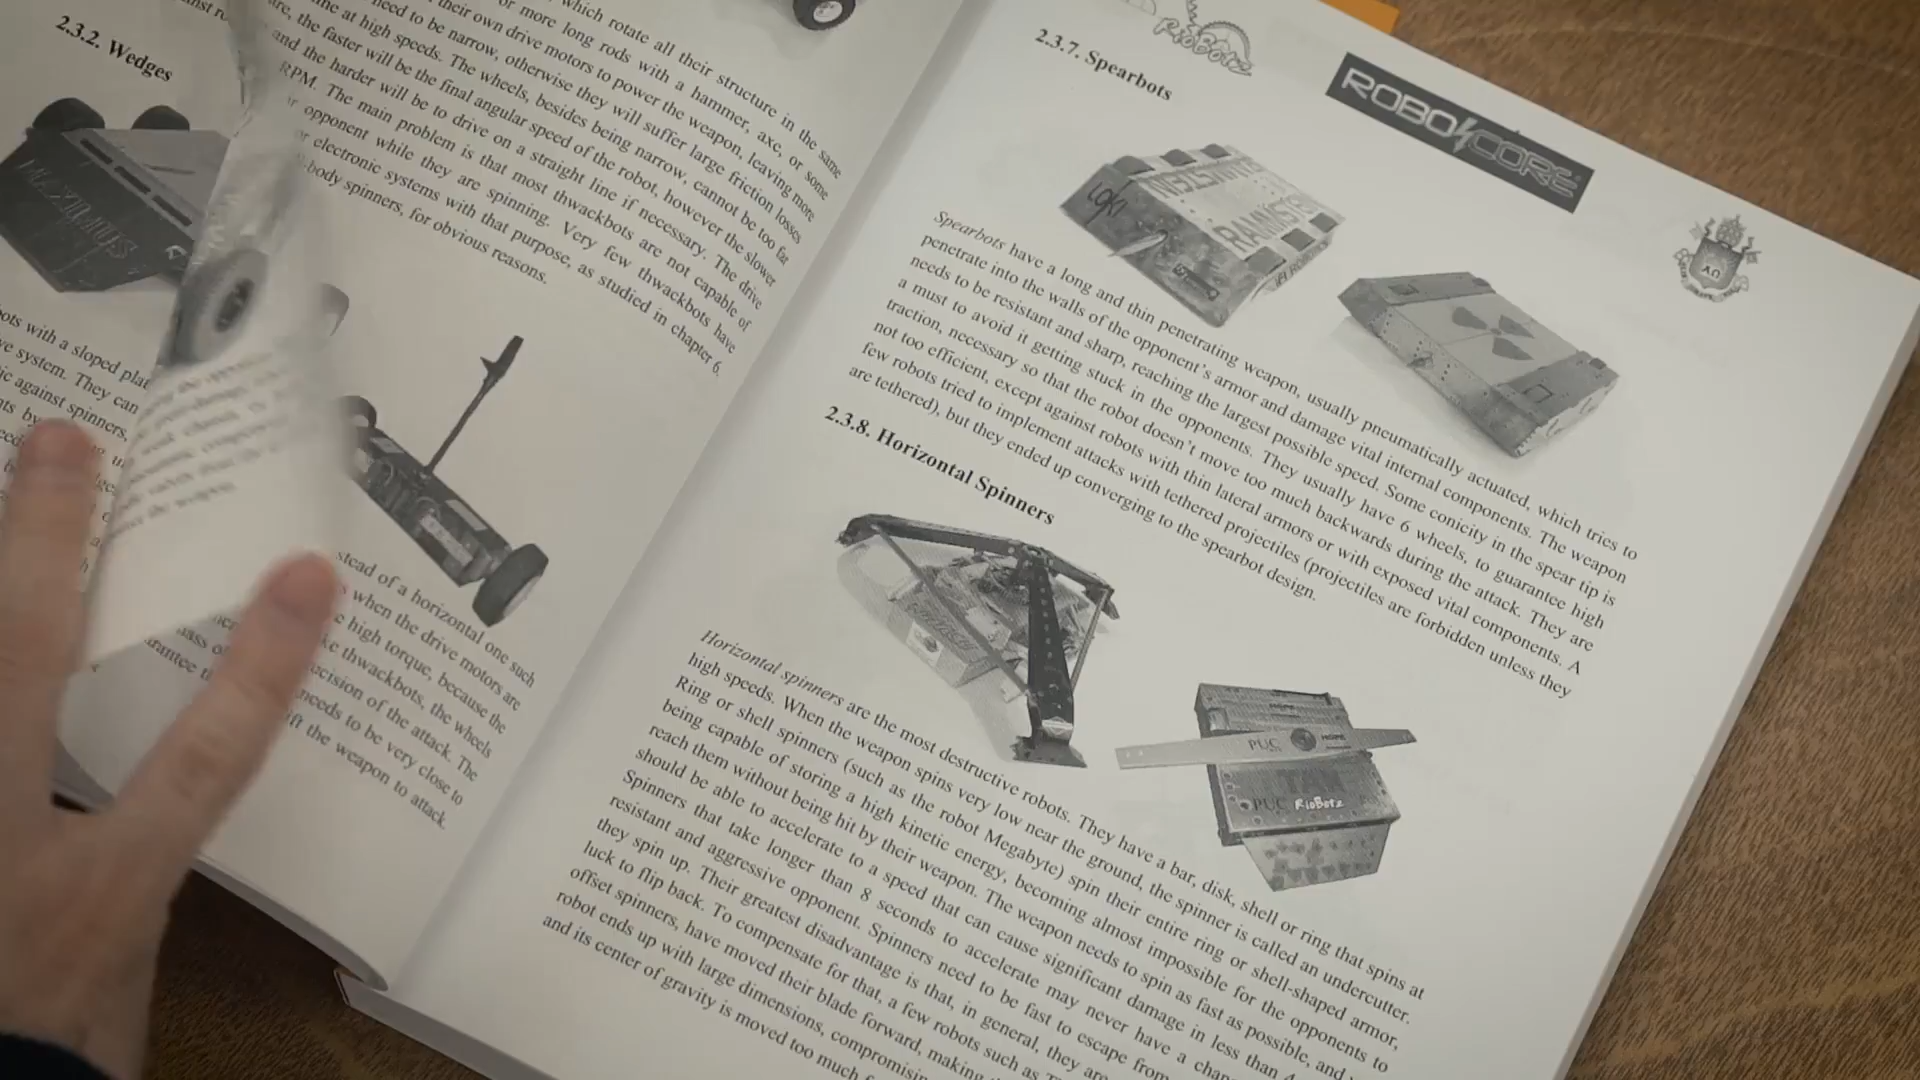 2.3.2. Wedges
MAXIMUS
which rotate all their structure in the same
or more long rods with a hammer, axe, or some
their own drive motors to power the weapon, leaving more
need to be narrow, otherwise they will suffer large friction losses
at high speeds. The wheels, besides being narrow, cannot be too far
the faster will be the final angular speed of the robot, however the slower
and the harder will be to drive on a straight line if necessary. The drive
RPM. The main problem is that most thwackbots are not capable of
opponent while they are spinning. Very few thwackbots have
electronic systems with that purpose, as studied in chapter 6.
body spinners, for obvious reasons.
with a sloped
system. They can
against spinners,
instead of a horizontal one such
when the drive motors are
high torque, because the
thwackbots, the wheels
precision of the attack. The
needs to be very close to
the weapon to attack.
RioBotz
ROBOCORE
2.3.7. Spearbots
LOKI
RAMMSTEIN
RAMMSTEIN
Spearbots have a long and thin penetrating weapon, usually pneumatically actuated, which tries to
penetrate into the walls of the opponent's armor and damage vital internal components. The weapon
needs to be resistant and sharp, reaching the largest possible speed. Some conicity in the spear tip is
a must to avoid it getting stuck in the opponents. They usually have 6 wheels, to guarantee high
traction, necessary so that the robot doesn't move too much backwards during the attack. They are
not too efficient, except against robots with thin lateral armors or with exposed vital components. A
few robots tried to implement attacks with tethered projectiles (projectiles are forbidden unless they
are tethered), but they ended up converging to the spearbot design.
2.3.8. Horizontal Spinners
PUC
PUC RioBotz
Horizontal spinners are the most destructive robots. They have a bar, disk, shell or ring that spins at
high speeds. When the weapon spins very low near the ground, the spinner is called an undercutter.
Ring or shell spinners (such as the robot Megabyte) spin their entire ring or shell-shaped armor,
being capable of storing a high kinetic energy, becoming almost impossible for the opponents to
reach them without being hit by their weapon. The weapon needs to spin as fast as possible, and
should be able to accelerate to a speed that can cause significant damage in less than 4
Spinners that take longer than 8 seconds to accelerate may never have a
resistant and aggressive opponent. Spinners need to be fast to escape from
they spin up. Their greatest disadvantage is that, in general, they are
luck to flip back. To compensate for that, a few robots such as
offset spinners, have moved their blade forward, making
robot ends up with large dimensions,
and its center of gravity is moved too much